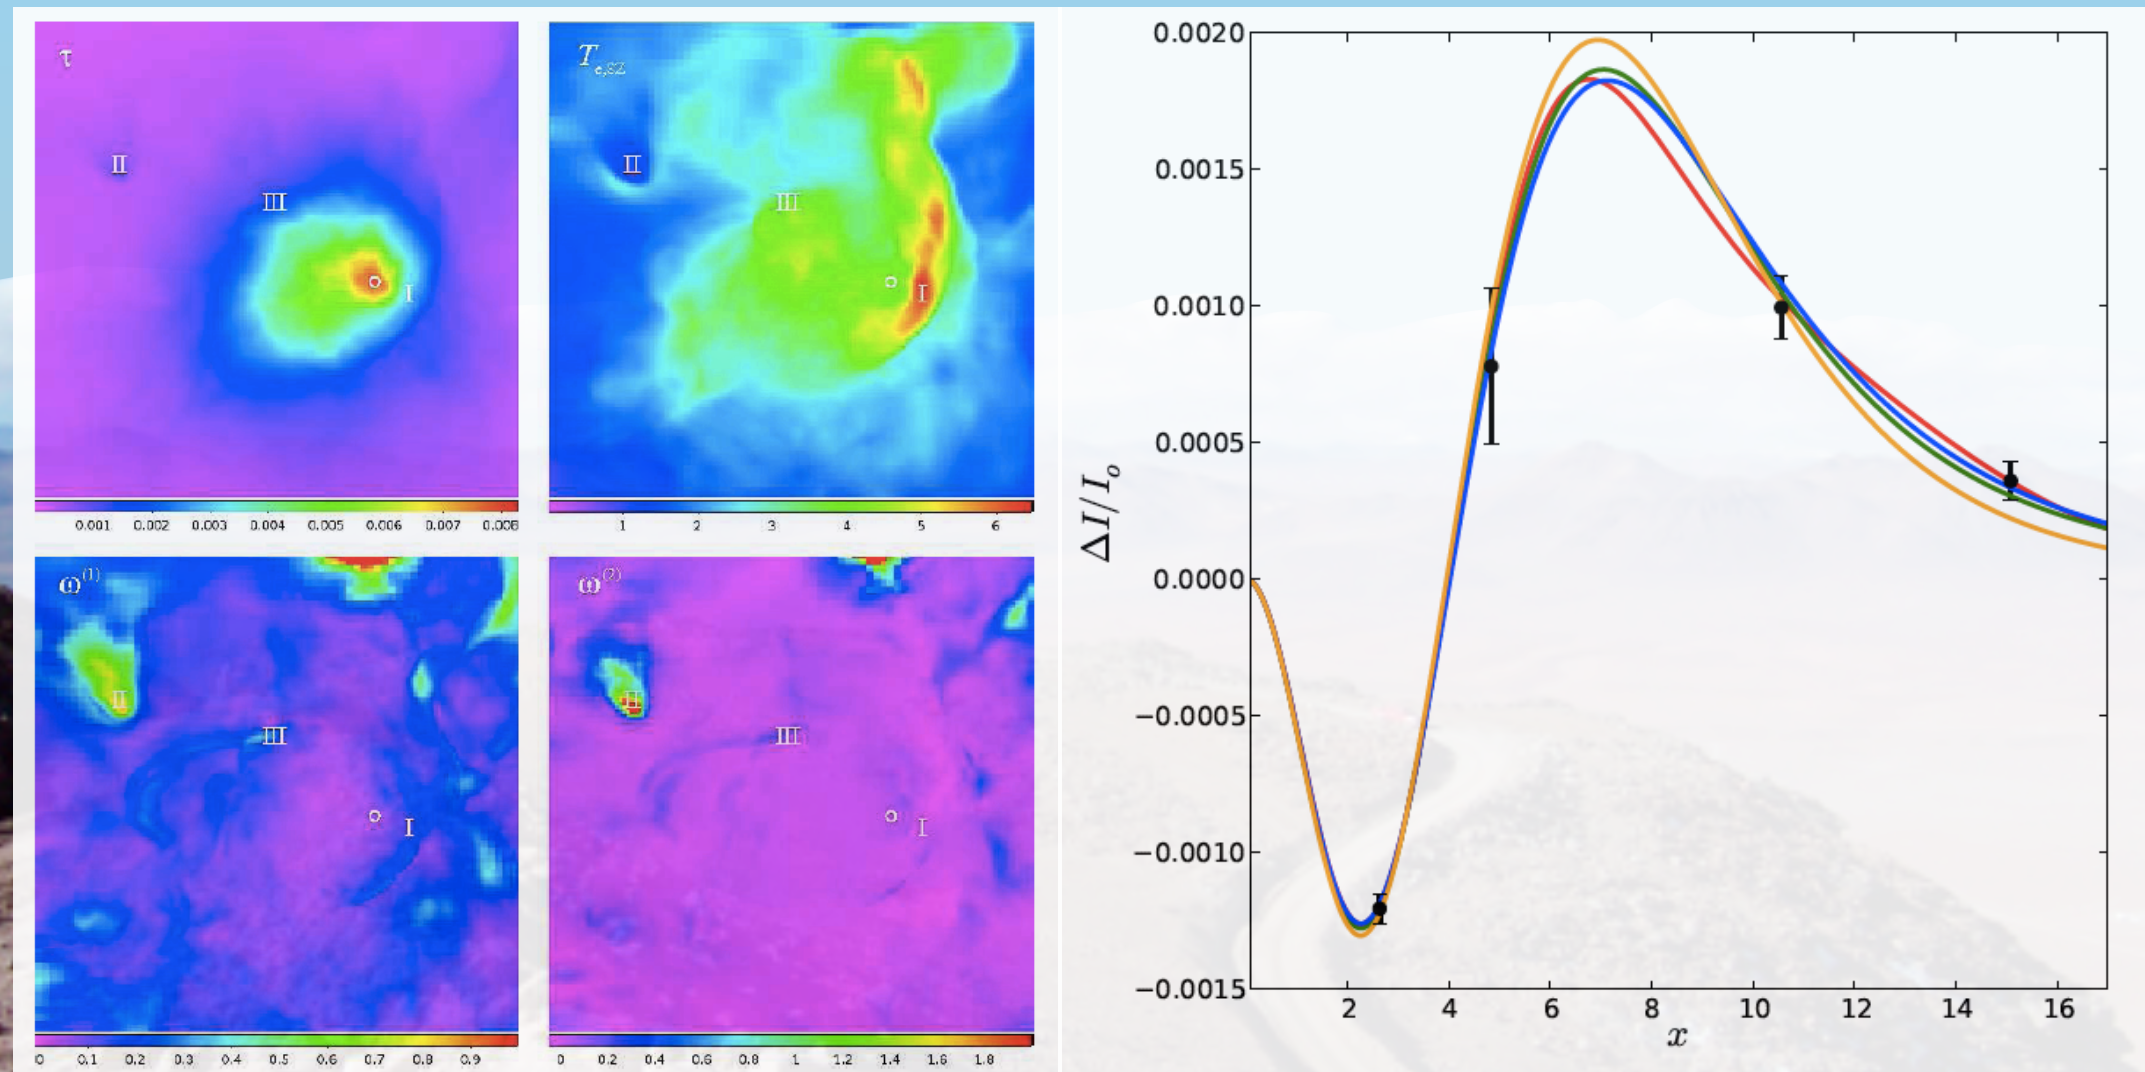 τ
II
III
I
0.001 0.002 0.003 0.004 0.005 0.006 0.007 0.008
T e,SZ
II
III
I
1 2 3 4 5 6
ω(1)
II
III
I
0 0.1 0.2 0.3 0.4 0.5 0.6 0.7 0.8 0.9
ω(2)
II
III
I
0 0.2 0.4 0.6 0.8 1 1.2 1.4 1.6 1.8
0.0020
0.0015
0.0010
0.0005
0.0000
−0.0005
−0.0010
−0.0015
ΔI/Io
2 4 6 8 10 12 14 16
x